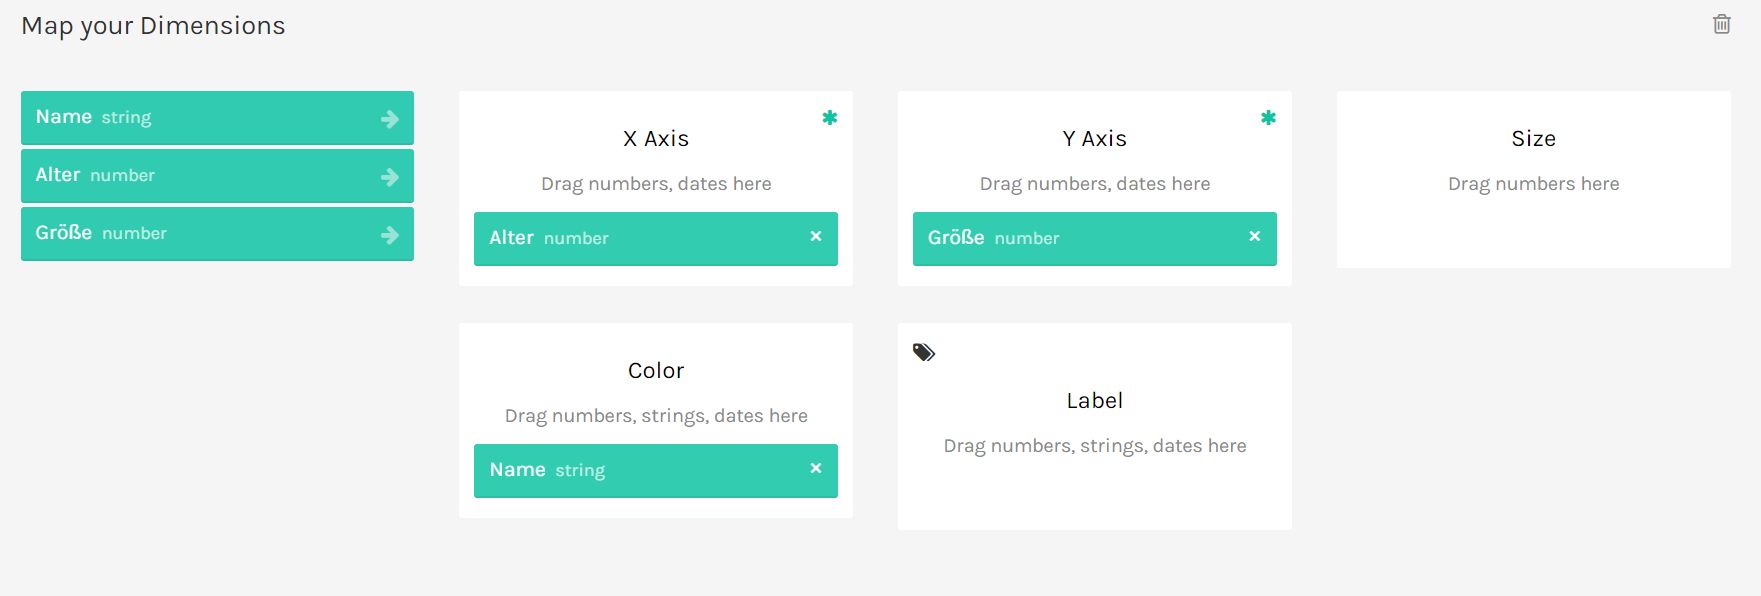 Map your Dimensions
Name string
Alter number
Größe number
X Axis
Drag numbers, dates here
Alter number
Y Axis
Drag numbers, dates here
Größe number
Size
Drag numbers here
Color
Drag numbers, strings, dates here
Name string
Label
Drag numbers, strings, dates here